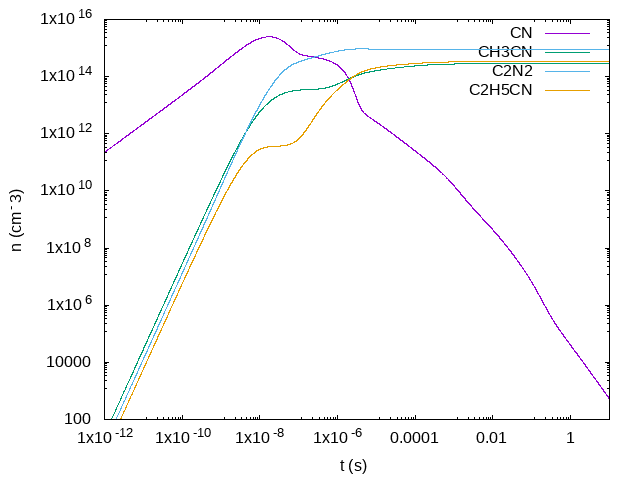 1x10^16
1x10^14
1x10^12
1x10^10
1x10^8
1x10^6
10000
100
n (cm^-3)
CN
CH3CN
C2N2
C2H5CN
1x10^-12 1x10^-10 1x10^-8 1x10^-6 0.0001 0.01 1
t (s)